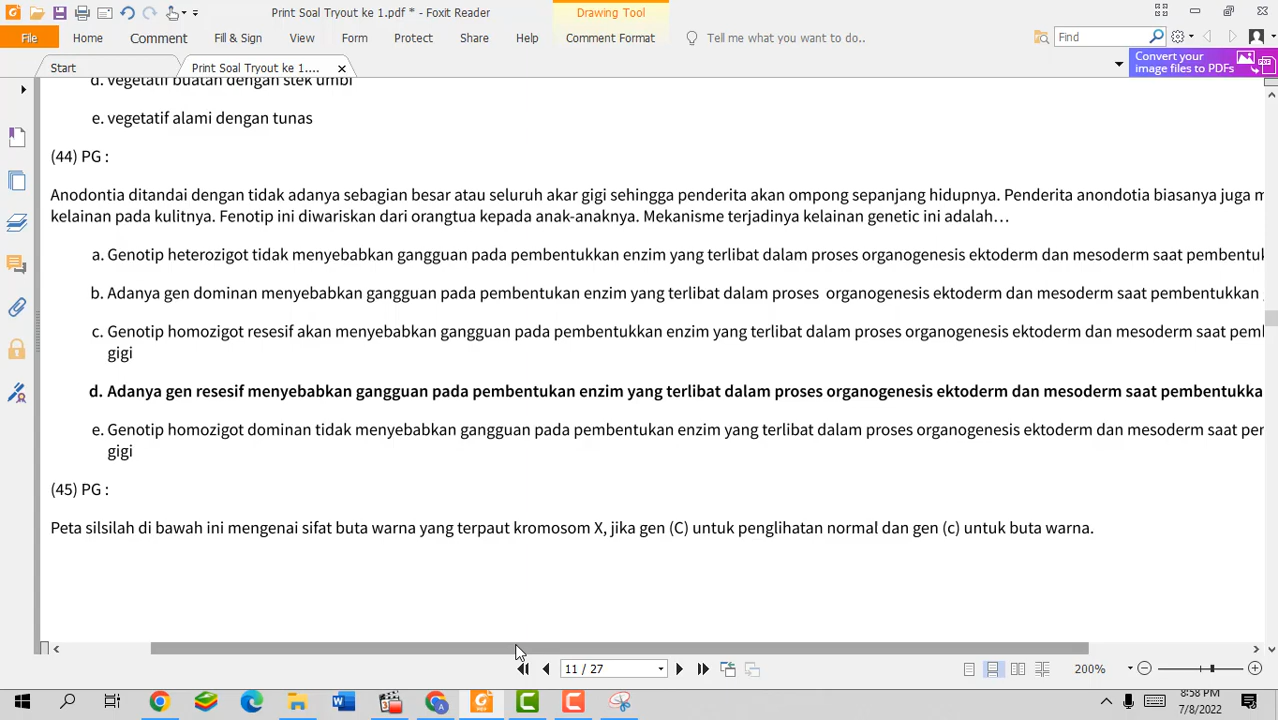 Print Soal Tryout ke 1.pdf * - Foxit Reader
Drawing Tool
File Home Comment Fill & Sign View Form Protect Share Help Comment Format Tell me what you want to do.. Find
Start Print Soal Tryout ke 1.... Convert your
image files to PDFs
d. vegetatif buatan dengan stek umbi
e. vegetatif alami dengan tunas
(44) PG :
Anodontia ditandai dengan tidak adanya sebagian besar atau seluruh akar gigi sehingga penderita akan ompong sepanjang hidupnya. Penderita anondotia biasanya juga m
kelainan pada kulitnya. Fenotip ini diwariskan dari orangtua kepada anak-anaknya. Mekanisme terjadinya kelainan genetic ini adalah…
a. Genotip heterozigot tidak menyebabkan gangguan pada pembentukkan enzim yang terlibat dalam proses organogenesis ektoderm dan mesoderm saat pembentuk
b. Adanya gen dominan menyebabkan gangguan pada pembentukan enzim yang terlibat dalam proses organogenesis ektoderm dan mesoderm saat pembentukkan
c. Genotip homozigot resesif akan menyebabkan gangguan pada pembentukkan enzim yang terlibat dalam proses organogenesis ektoderm dan mesoderm saat pem
gigi
d. Adanya gen resesif menyebabkan gangguan pada pembentukan enzim yang terlibat dalam proses organogenesis ektoderm dan mesoderm saat pembentukka
e. Genotip homozigot dominan tidak menyebabkan gangguan pada pembentukan enzim yang terlibat dalam proses organogenesis ektoderm dan mesoderm saat pe
gigi
(45) PG :
Peta silsilah di bawah ini mengenai sifat buta warna yang terpaut kromosom X, jika gen (C) untuk penglihatan normal dan gen (c) untuk buta warna.
11 / 27 200%
8:58 PM
7/8/2022